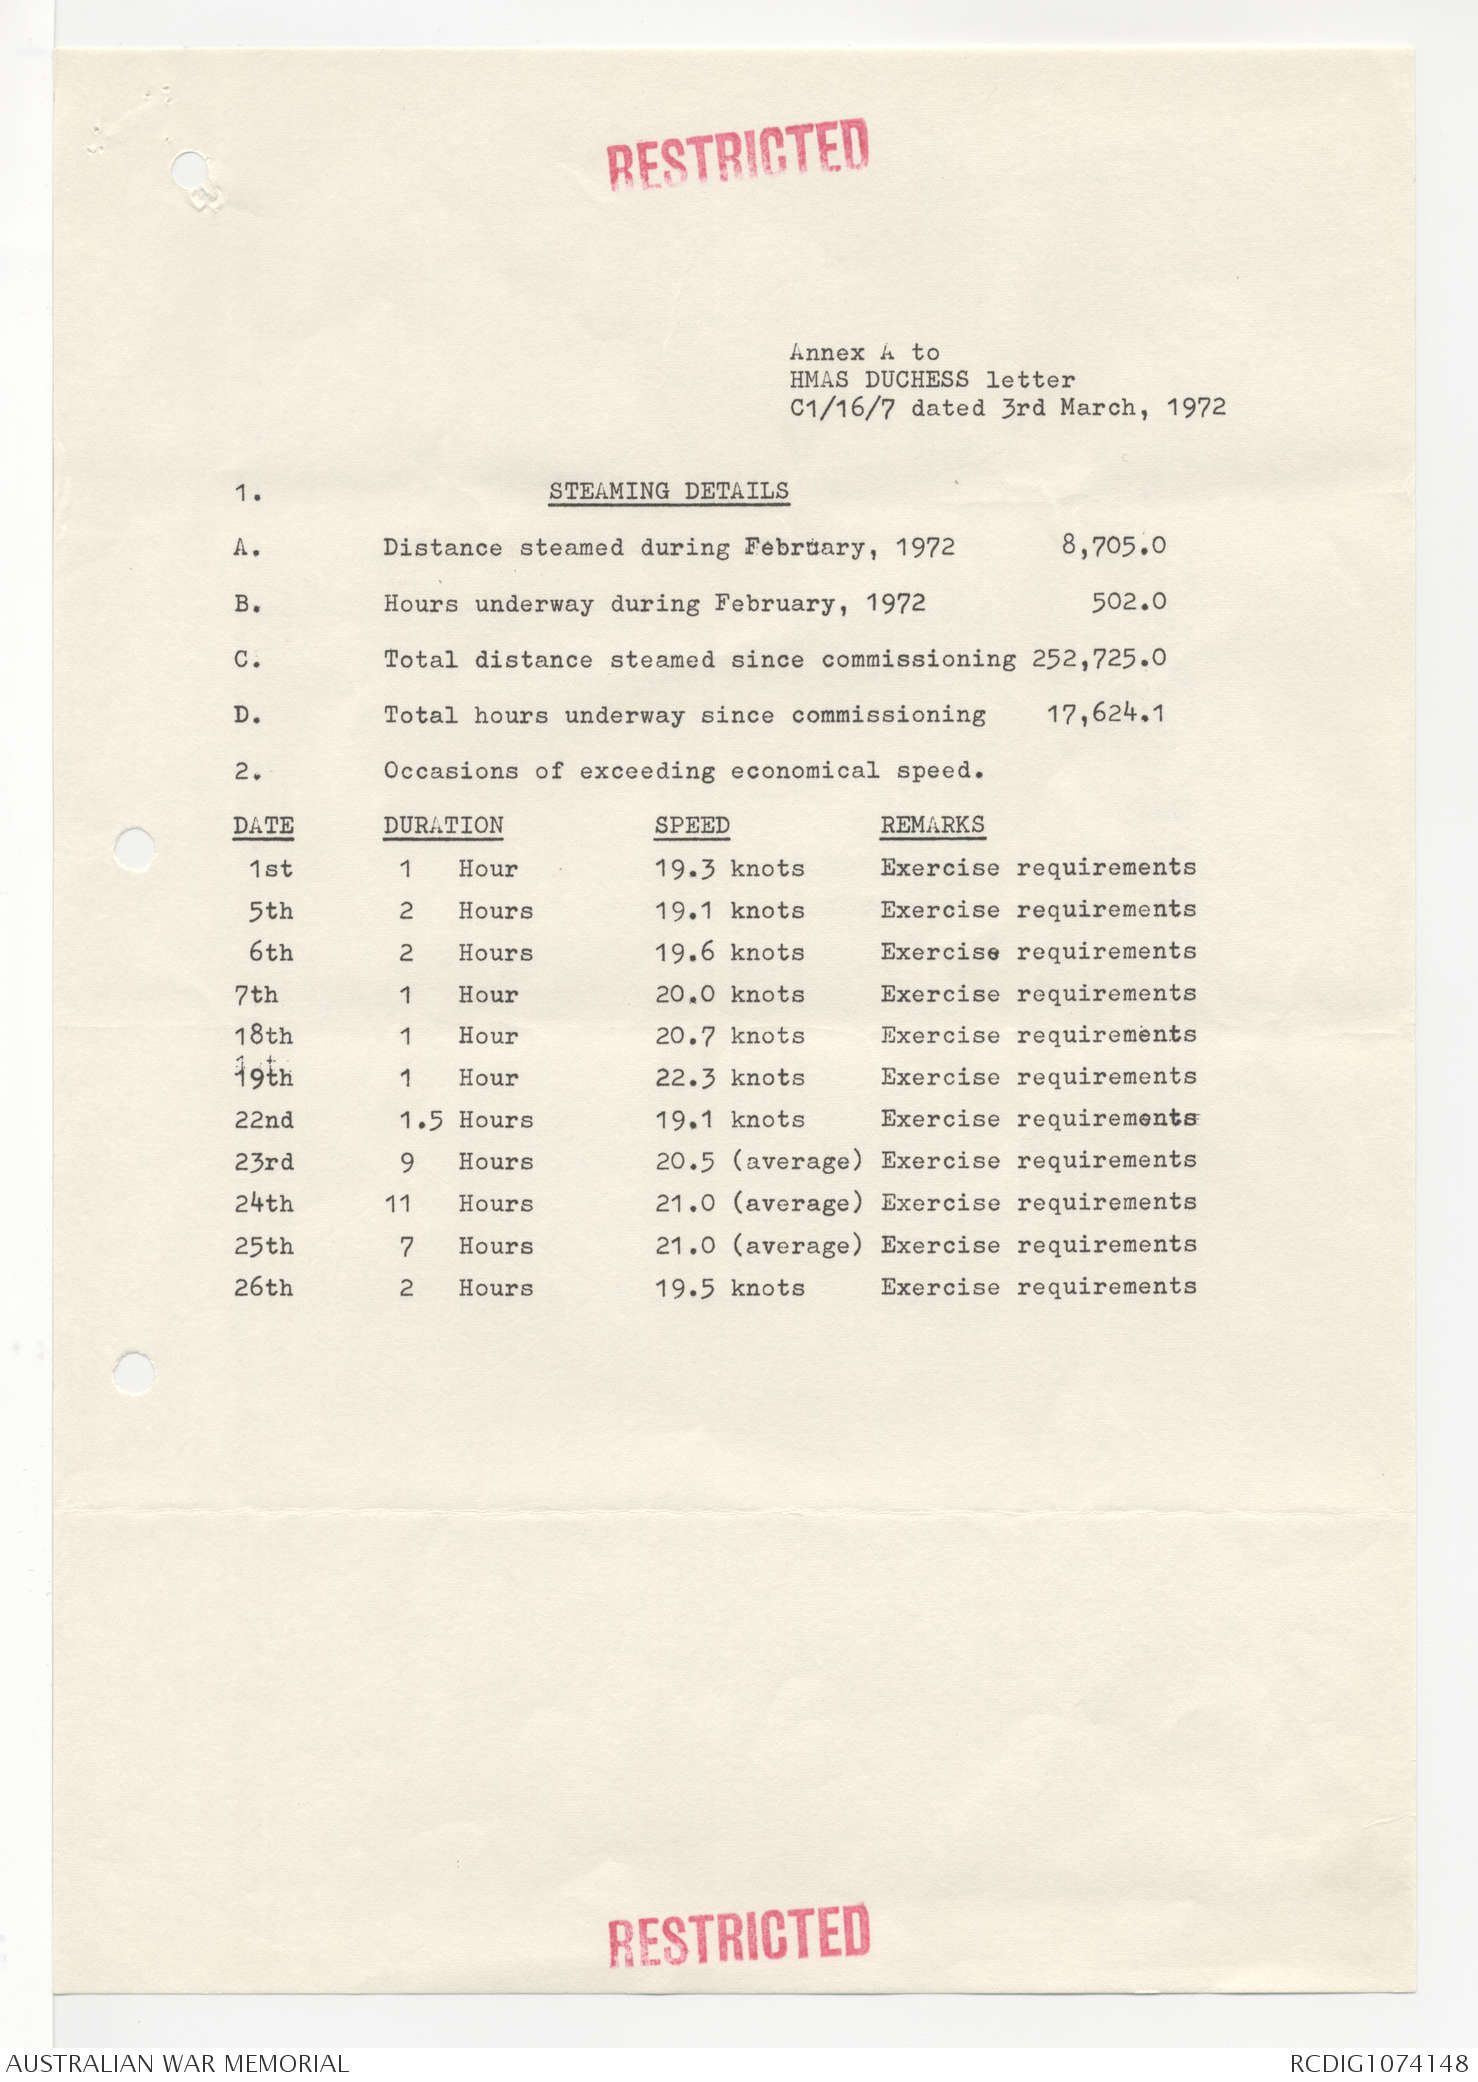 RESTRICTED
Annex A to
HMAS DUCHESS letter
C1/16/7 dated 3rd March, 1972
1. STEAMING DETAILS
A. Distance steamed during February, 1972 8,705.0
B. Hours underway during February, 1972 502.0
C. Total distance steamed since commissioning 252,725.0
D. Total hours underway since commissioning 17,624.1
2. Occasions of exceeding economical speed.
DATE DURATION SPEED REMARKS
1st 1 Hour 19.3 knots Exercise requirements
5th 2 Hours 19.1 knots Exercise requirements
6th 2 Hours 19.6 knots Exercise requirements
7th 1 Hour 20.0 knots Exercise requirements
18th 1 Hour 20.7 knots Exercise requirements
19th 1 Hour 22.3 knots Exercise requirements
22nd 1.5 Hours 19.1 knots Exercise requirements
23rd 9 Hours 20.5 (average) Exercise requirements
24th 11 Hours 21.0 (average) Exercise requirements
25th 7 Hours 21.0 (average) Exercise requirements
26th 2 Hours 19.5 knots Exercise requirements
RESTRICTED
AUSTRALIAN WAR MEMORIAL RCDIG1074148